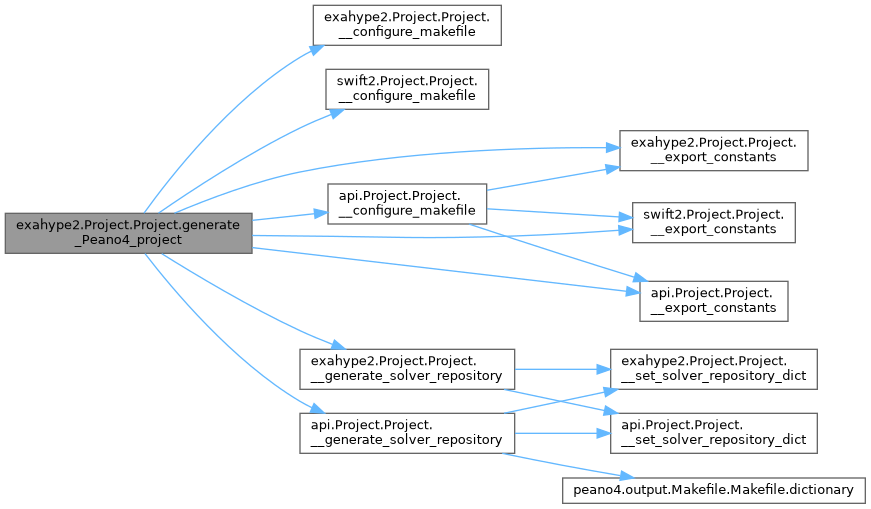 exahype2.Project.Project.
__configure_makefile
swift2.Project.Project.
__configure_makefile
exahype2.Project.Project.
__export_constants
api.Project.Project.
__configure_makefile
swift2.Project.Project.
__export_constants
exahype2.Project.Project.generate
_Peano4_project
api.Project.Project.
__export_constants
exahype2.Project.Project.
__generate_solver_repository
exahype2.Project.Project.
__set_solver_repository_dict
api.Project.Project.
__generate_solver_repository
api.Project.Project.
__set_solver_repository_dict
peano4.output.Makefile.Makefile.dictionary